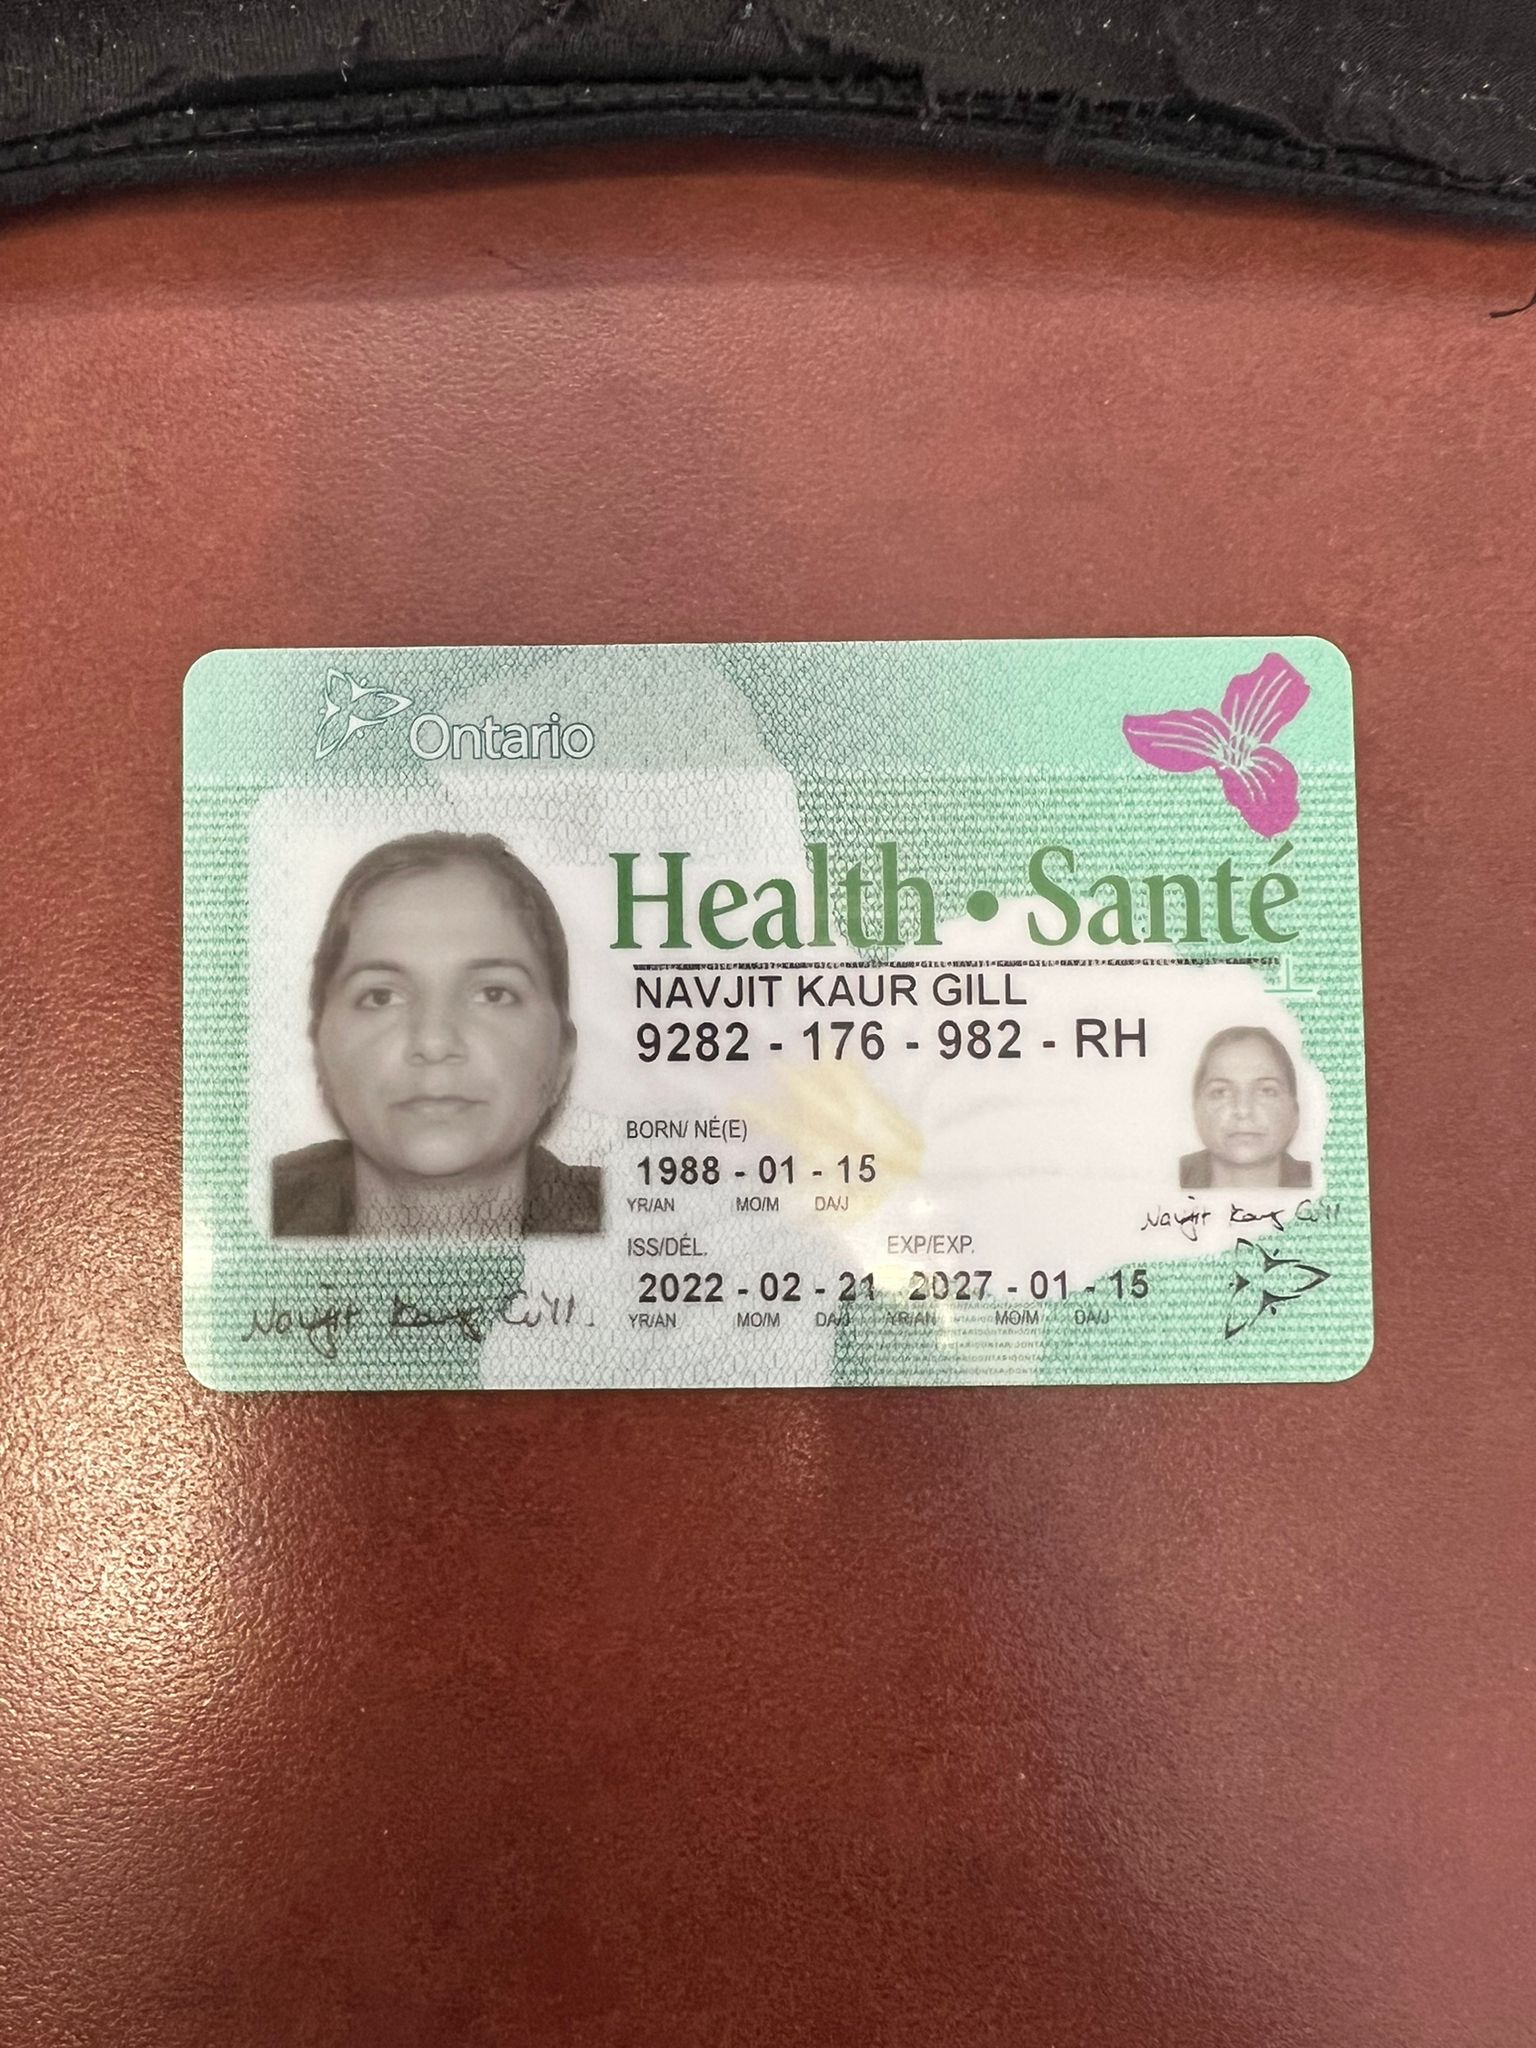 Ontario
Health • Santé
NAVJIT KAUR GILL
9282 - 176 - 982 - RH
BORN/ NÉ(E)
1988 - 01 - 15
YR/AN MO/M DA/J
ISS/DÉL. EXP/EXP.
2022 - 02 - 21 2027 - 01 - 15
YR/AN MO/M DA/J YR/AN MO/M DA/J
Navjit Kaur Gill
Navjit Kaur Gill